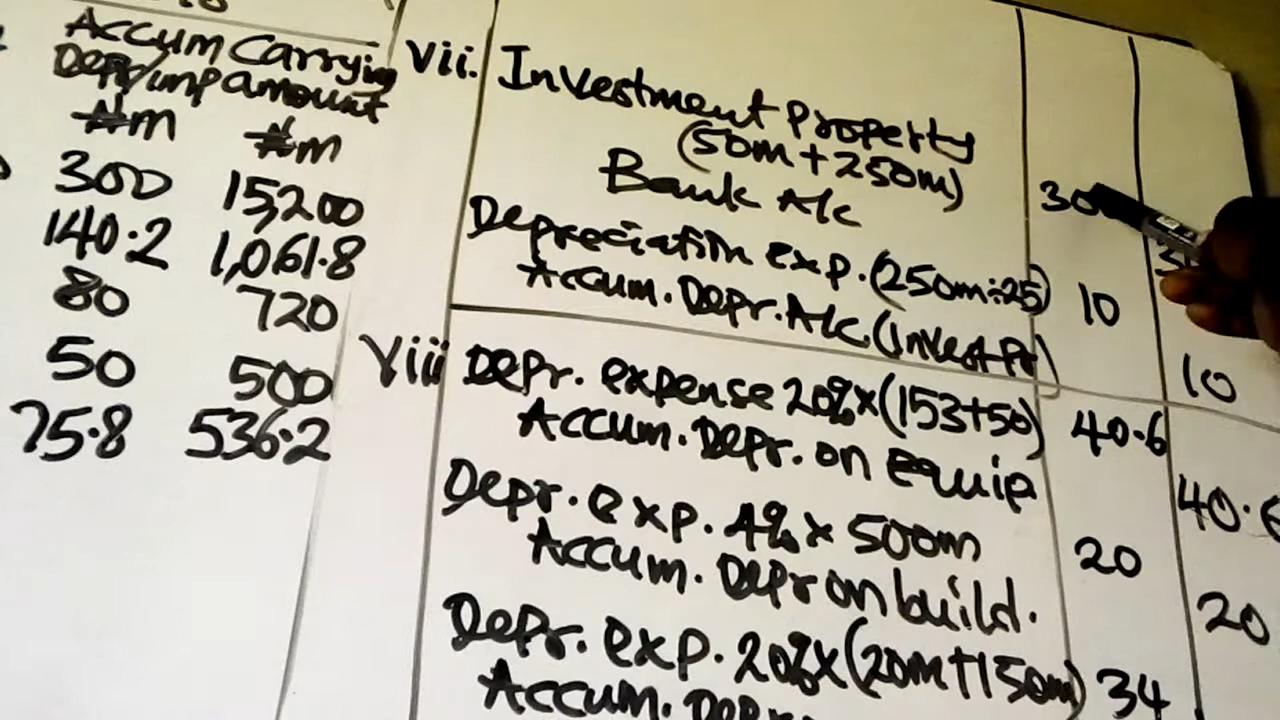 Accum Carrying
Depr/imp amount
₦m ₦m
300 15,200
140.2 1,061.8
80 720
50 500
75.8 536.2
Vii. Investment Property
(50m + 250m)
Bank A/c
Depreciation exp. (250m÷25) 10
Accum. Depr. A/c. (Invest Pr) 10
Viii Depr. expense 20%×(153+50) 40.6
Accum. Depr. on equip
Depr. exp. 4% × 500m 20
Accum. Depr on build. 20
Depr. exp. 20%×(20m+150m) 34
Accum.